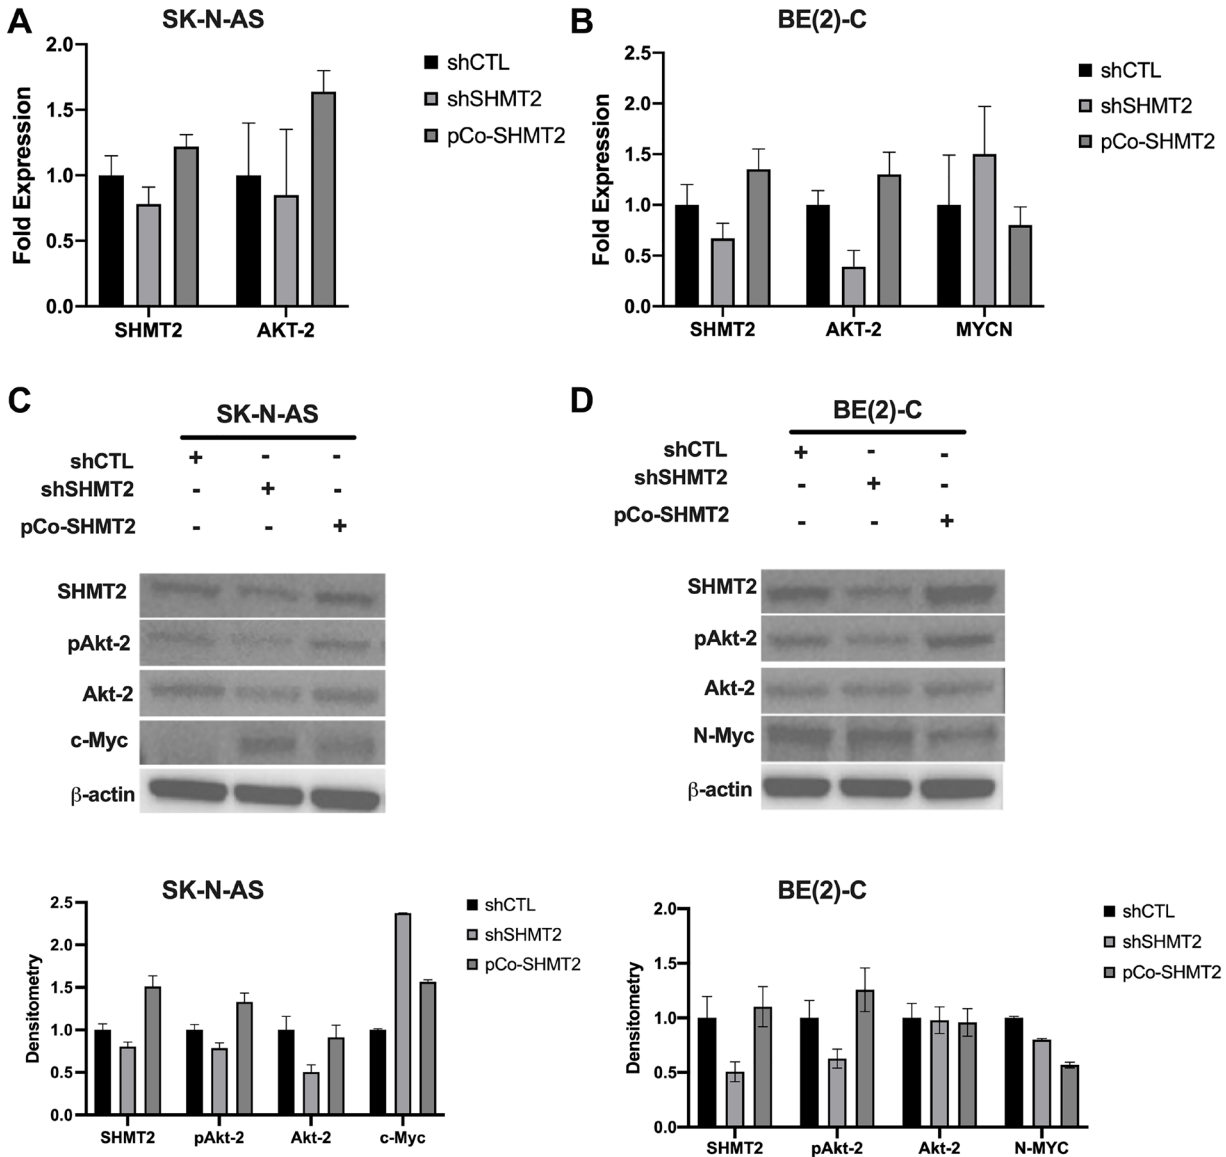 A
SK-N-AS
Fold Expression
2.0
1.5
1.0
0.5
0.0
SHMT2 AKT-2
shCTL
shSHMT2
pCo-SHMT2
B
BE(2)-C
Fold Expression
2.5
2.0
1.5
1.0
0.5
0.0
SHMT2 AKT-2 MYCN
shCTL
shSHMT2
pCo-SHMT2
C
SK-N-AS
shCTL + - -
shSHMT2 - + -
pCo-SHMT2 - - +
SHMT2
pAkt-2
Akt-2
c-Myc
β-actin
D
BE(2)-C
shCTL + - -
shSHMT2 - + -
pCo-SHMT2 - - +
SHMT2
pAkt-2
Akt-2
N-Myc
β-actin
SK-N-AS
Densitometry
2.5
2.0
1.5
1.0
0.5
0.0
SHMT2 pAkt-2 Akt-2 c-Myc
shCTL
shSHMT2
pCo-SHMT2
BE(2)-C
Densitometry
2.0
1.5
1.0
0.5
0.0
SHMT2 pAkt-2 Akt-2 N-MYC
shCTL
shSHMT2
pCo-SHMT2